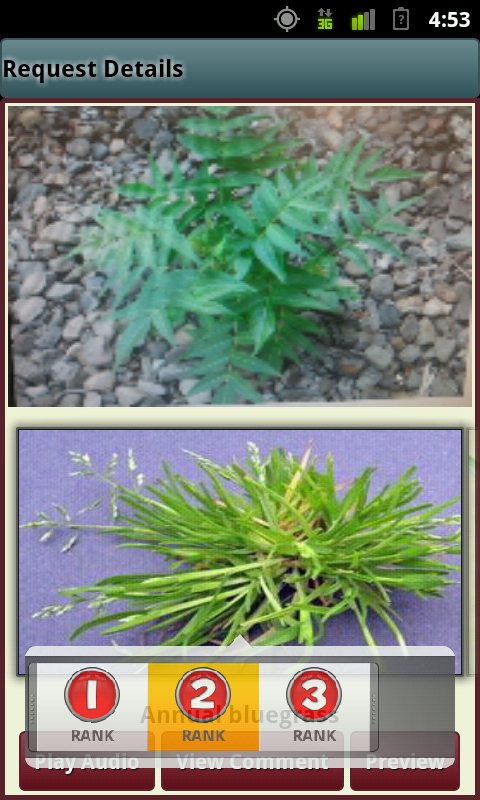 3G ? 4:53
Request Details
1 2 3
RANK RANK RANK
Annual bluegrass
Play Audio View Comment Preview